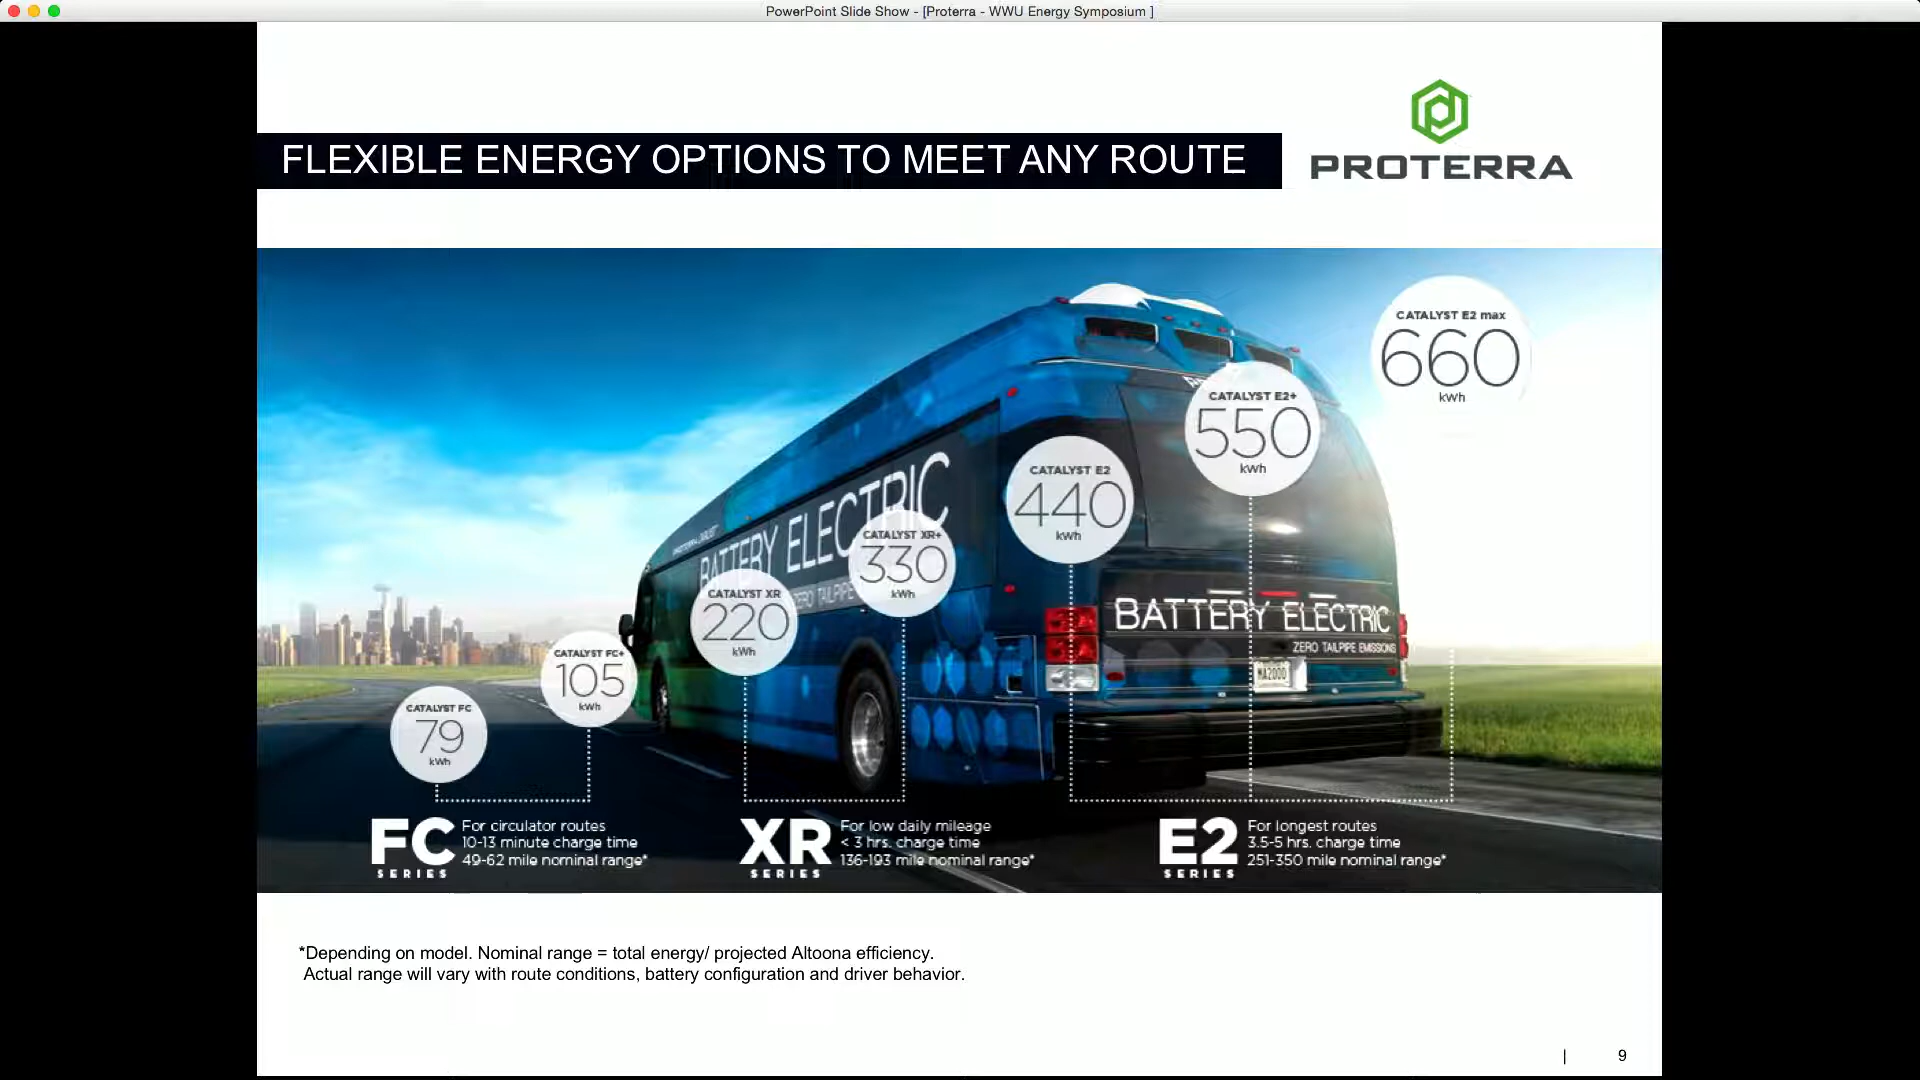 PowerPoint Slide Show - [Proterra - WWU Energy Symposium ]
FLEXIBLE ENERGY OPTIONS TO MEET ANY ROUTE
PROTERRA
CATALYST E2 max
660
kWh
CATALYST E2+
550
kWh
CATALYST E2
440
kWh
CATALYST XR+
330
kWh
CATALYST XR
220
kWh
CATALYST FC+
105
kWh
CATALYST FC
79
kWh
BATTERY ELECTRIC
ZERO TAILPIPE
BATTERY ELECTRIC
ZERO TAILPIPE EMISSIONS
FC
SERIES
For circulator routes
10-13 minute charge time
49-62 mile nominal range*
XR
SERIES
For low daily mileage
< 3 hrs. charge time
136-193 mile nominal range*
E2
SERIES
For longest routes
3.5-5 hrs. charge time
251-350 mile nominal range*
*Depending on model. Nominal range = total energy/ projected Altoona efficiency.
Actual range will vary with route conditions, battery configuration and driver behavior.
| 9